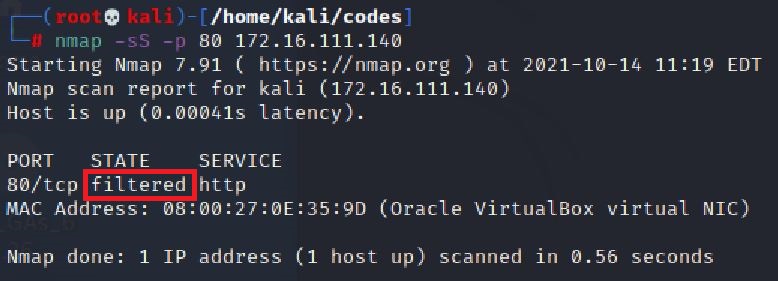 ┌──(root💀kali)-[/home/kali/codes]
└─# nmap -sS -p 80 172.16.111.140
Starting Nmap 7.91 ( https://nmap.org ) at 2021-10-14 11:19 EDT
Nmap scan report for kali (172.16.111.140)
Host is up (0.00041s latency).
PORT   STATE    SERVICE
80/tcp filtered http
MAC Address: 08:00:27:0E:35:9D (Oracle VirtualBox virtual NIC)
Nmap done: 1 IP address (1 host up) scanned in 0.56 seconds